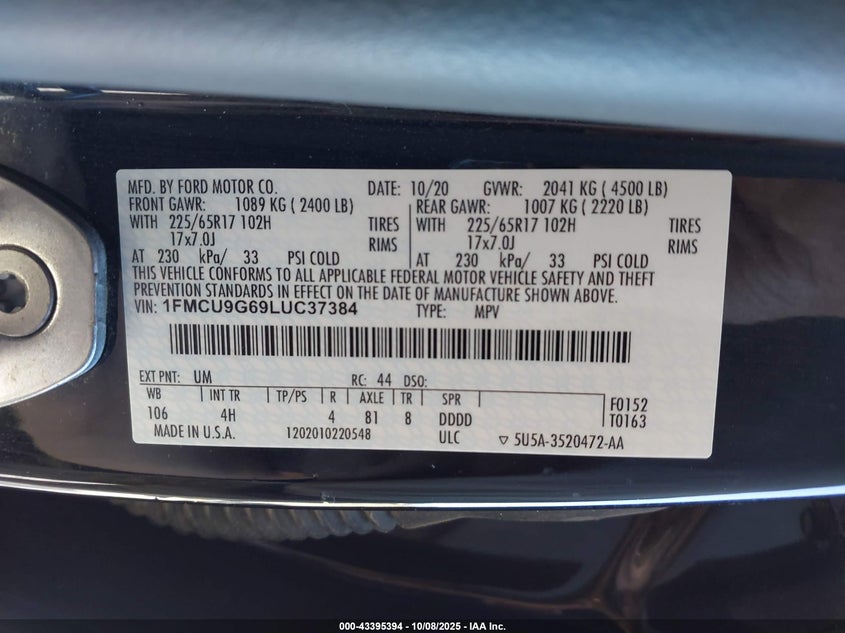 MFD. BY FORD MOTOR CO. DATE: 10/20 GVWR: 2041 KG ( 4500 LB)
FRONT GAWR: 1089 KG ( 2400 LB) REAR GAWR: 1007 KG ( 2220 LB)
WITH 225/65R17 102H TIRES WITH 225/65R17 102H TIRES
17x7.0J RIMS 17x7.0J RIMS
AT 230 kPa/ 33 PSI COLD AT 230 kPa/ 33 PSI COLD
THIS VEHICLE CONFORMS TO ALL APPLICABLE FEDERAL MOTOR VEHICLE SAFETY AND THEFT
PREVENTION STANDARDS IN EFFECT ON THE DATE OF MANUFACTURE SHOWN ABOVE.
VIN: 1FMCU9G69LUC37384 TYPE: MPV
EXT PNT: UM RC: 44 DSO:
WB INT TR TP/PS R AXLE TR SPR
106 4H 4 81 8 DDDD F0152
T0163
MADE IN U.S.A. 1202010220548 ULC ▽ 5U5A-3520472-AA
000-43395394 - 10/08/2025 - IAA Inc.